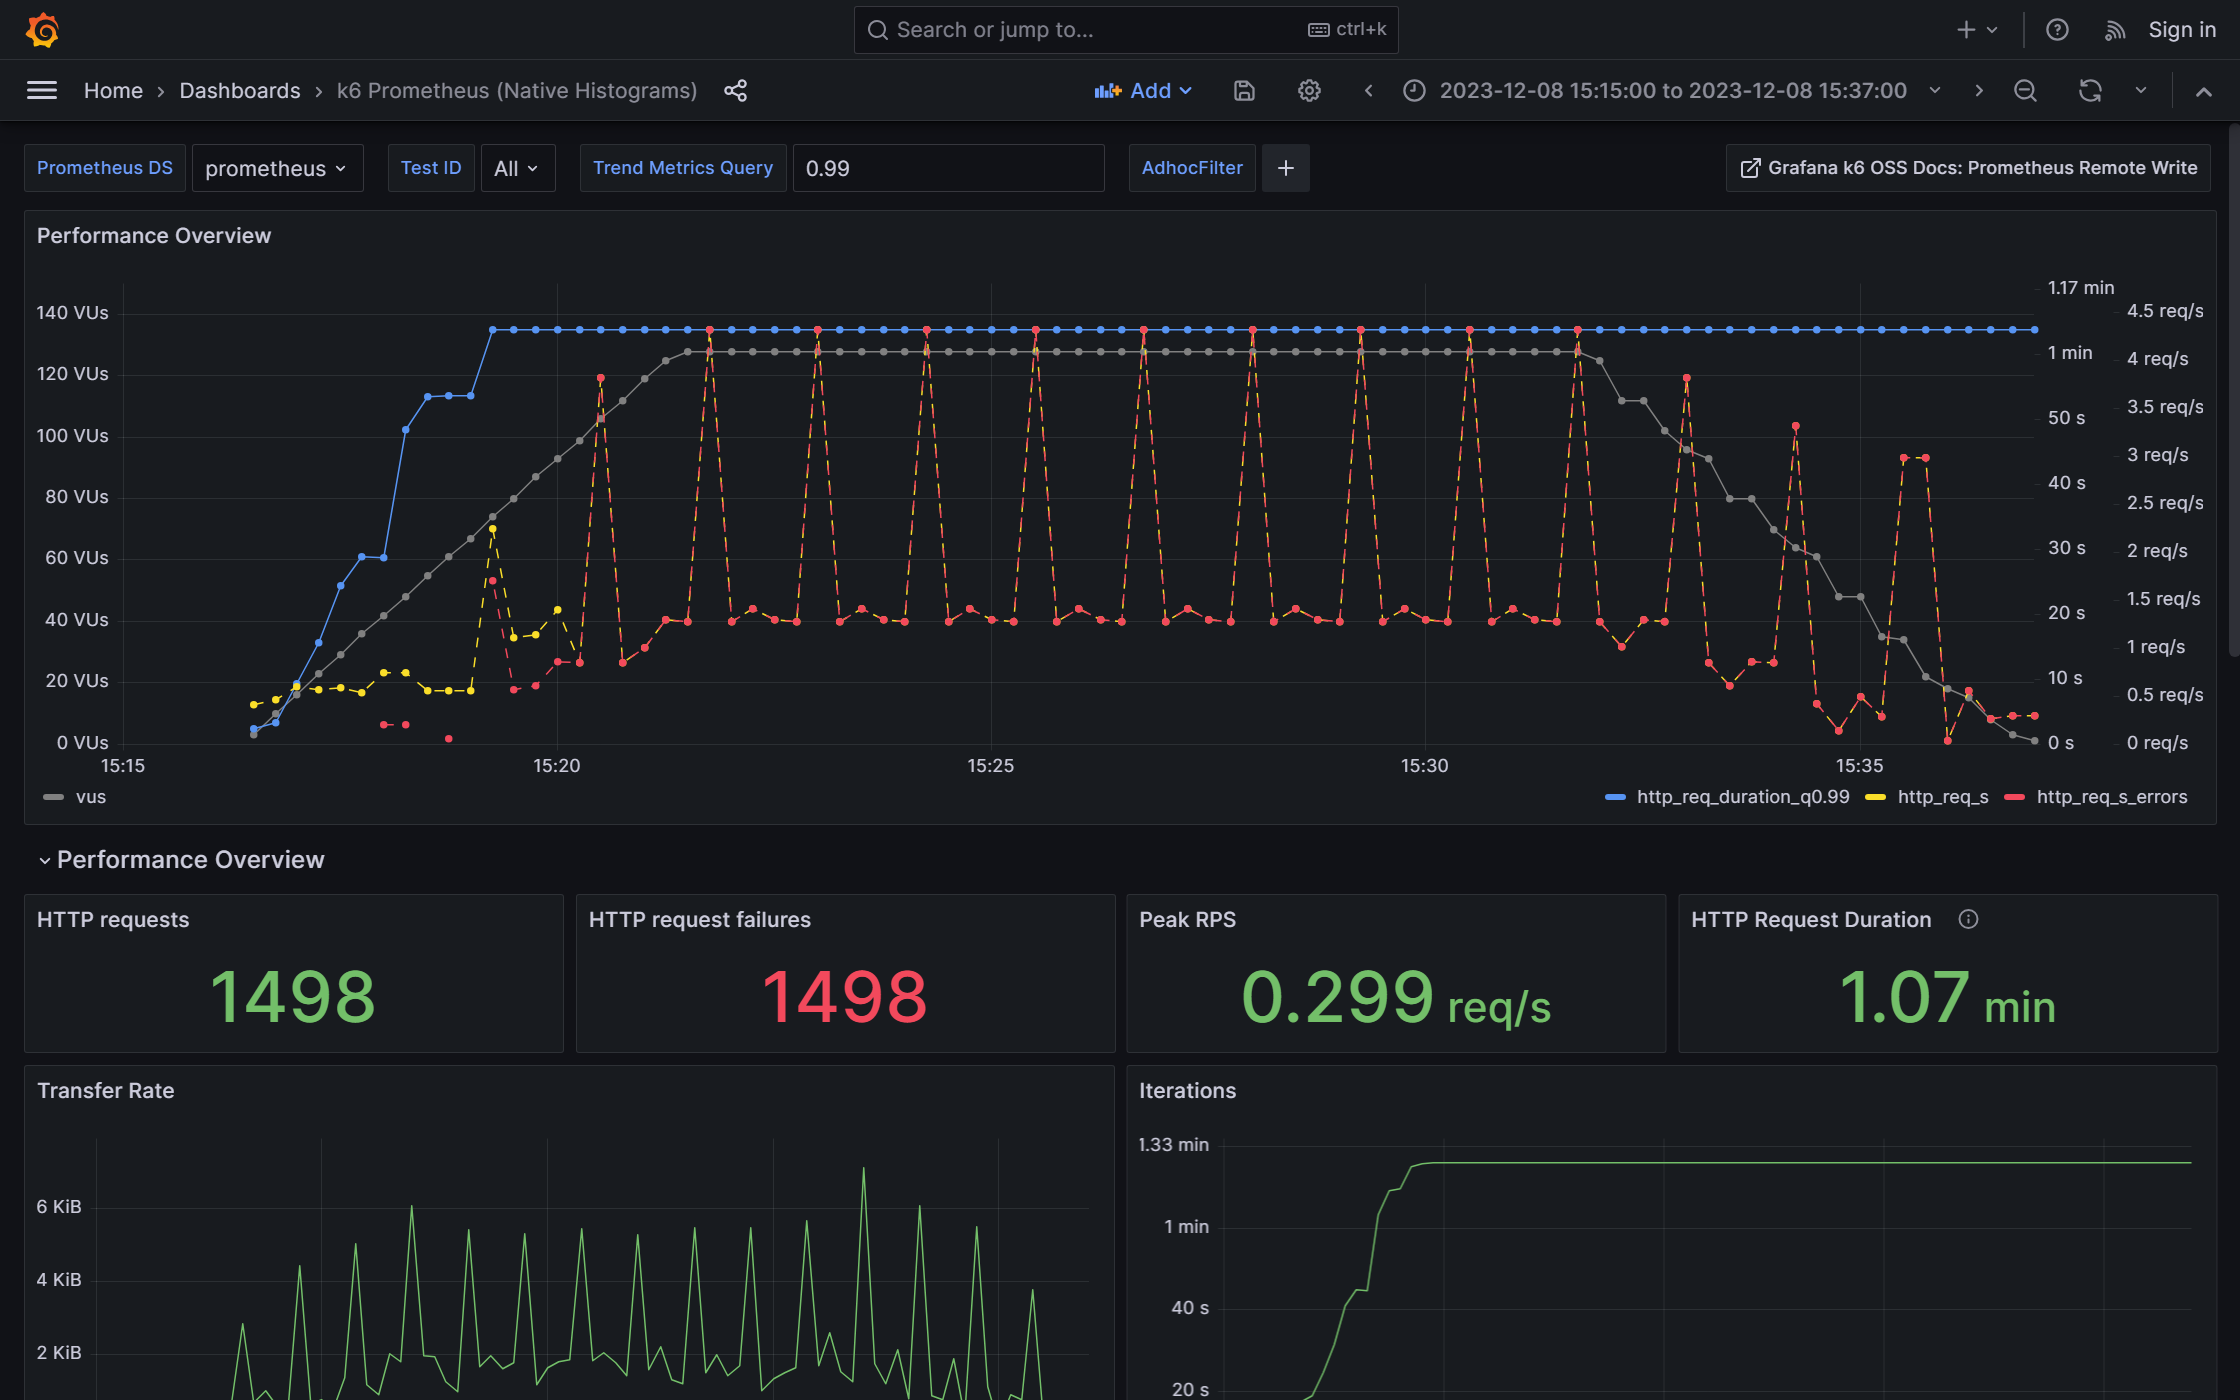 Search or jump to...
ctrl+k
Sign in
Home
Dashboards
k6 Prometheus (Native Histograms)
Add
2023-12-08 15:15:00 to 2023-12-08 15:37:00
Prometheus DS
prometheus
Test ID
All
Trend Metrics Query
0.99
AdhocFilter
Grafana k6 OSS Docs: Prometheus Remote Write
Performance Overview
140 VUs
120 VUs
100 VUs
80 VUs
60 VUs
40 VUs
20 VUs
0 VUs
1.17 min
1 min
50 s
40 s
30 s
20 s
10 s
0 s
4.5 req/s
4 req/s
3.5 req/s
3 req/s
2.5 req/s
2 req/s
1.5 req/s
1 req/s
0.5 req/s
0 req/s
15:15
15:20
15:25
15:30
15:35
vus
http_req_duration_q0.99
http_req_s
http_req_s_errors
Performance Overview
HTTP requests
1498
HTTP request failures
1498
Peak RPS
0.299 req/s
HTTP Request Duration
1.07 min
Transfer Rate
6 KiB
4 KiB
2 KiB
Iterations
1.33 min
1 min
40 s
20 s